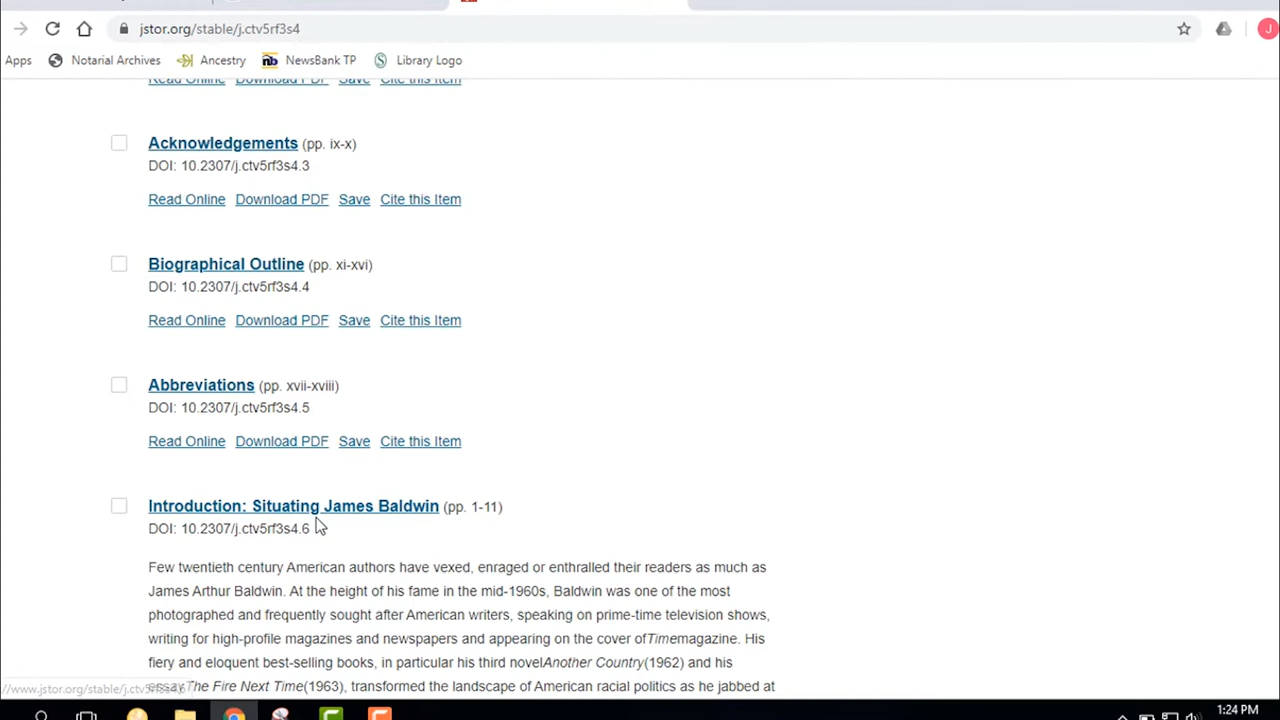 jstor.org/stable/j.ctv5rf3s4
J
Apps Notarial Archives Ancestry nb NewsBank TP Library Logo
Read Online Download PDF Save Cite this Item
Acknowledgements (pp. ix-x)
DOI: 10.2307/j.ctv5rf3s4.3
Read Online Download PDF Save Cite this Item
Biographical Outline (pp. xi-xvi)
DOI: 10.2307/j.ctv5rf3s4.4
Read Online Download PDF Save Cite this Item
Abbreviations (pp. xvii-xviii)
DOI: 10.2307/j.ctv5rf3s4.5
Read Online Download PDF Save Cite this Item
Introduction: Situating James Baldwin (pp. 1-11)
DOI: 10.2307/j.ctv5rf3s4.6
Few twentieth century American authors have vexed, enraged or enthralled their readers as much as
James Arthur Baldwin. At the height of his fame in the mid-1960s, Baldwin was one of the most
photographed and frequently sought after American writers, speaking on prime-time television shows,
writing for high-profile magazines and newspapers and appearing on the cover ofTimemagazine. His
fiery and eloquent best-selling books, in particular his third novelAnother Country(1962) and his
essayThe Fire Next Time(1963), transformed the landscape of American racial politics as he jabbed at
//www.jstor.org/stable/j.ctv5rf3s4.6
1:24 PM